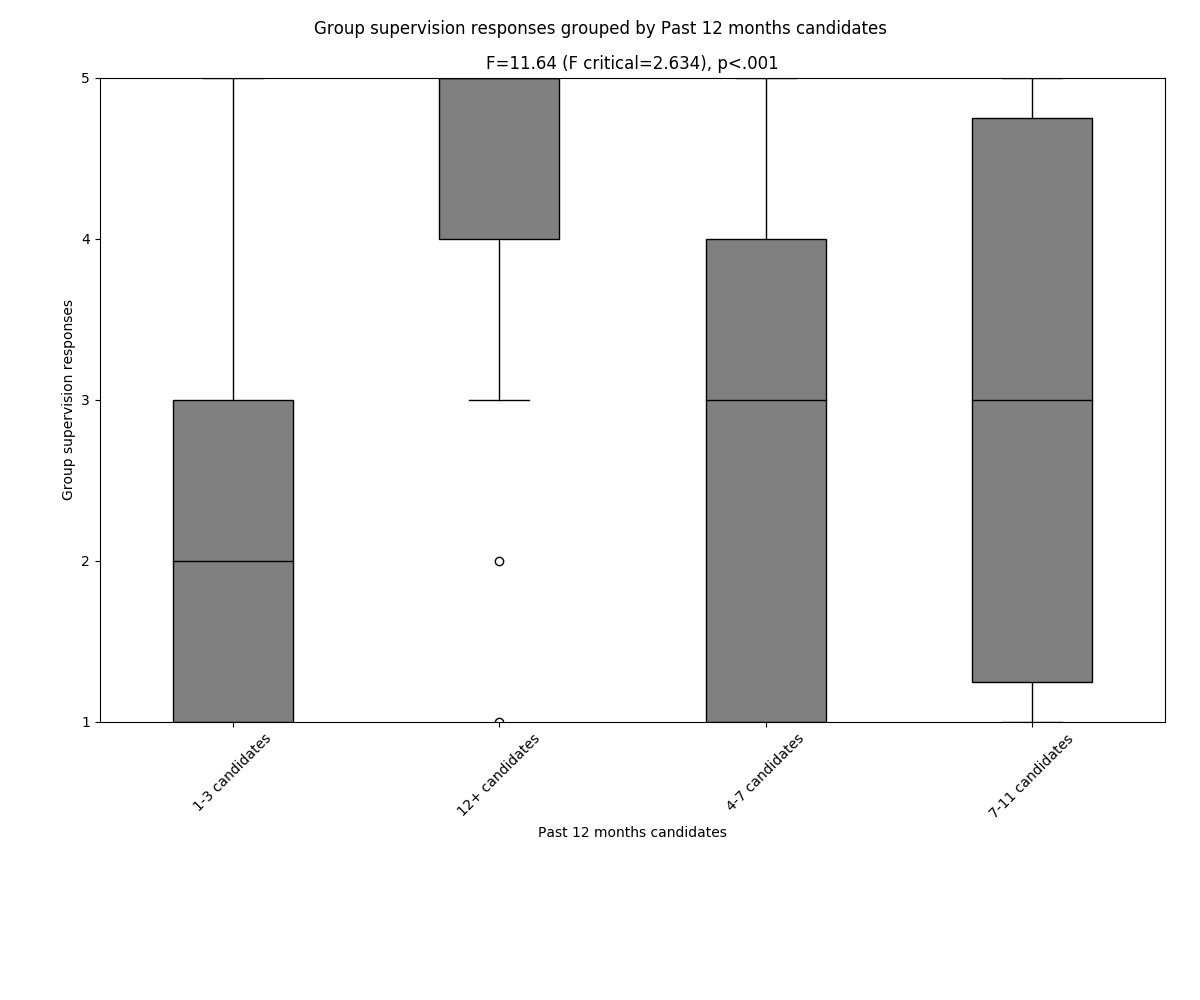 Group supervision responses grouped by Past 12 months candidates
F=11.64 (F critical=2.634), p<.001
Group supervision responses
5
4
3
2
1
1-3 candidates
12+ candidates
4-7 candidates
7-11 candidates
Past 12 months candidates